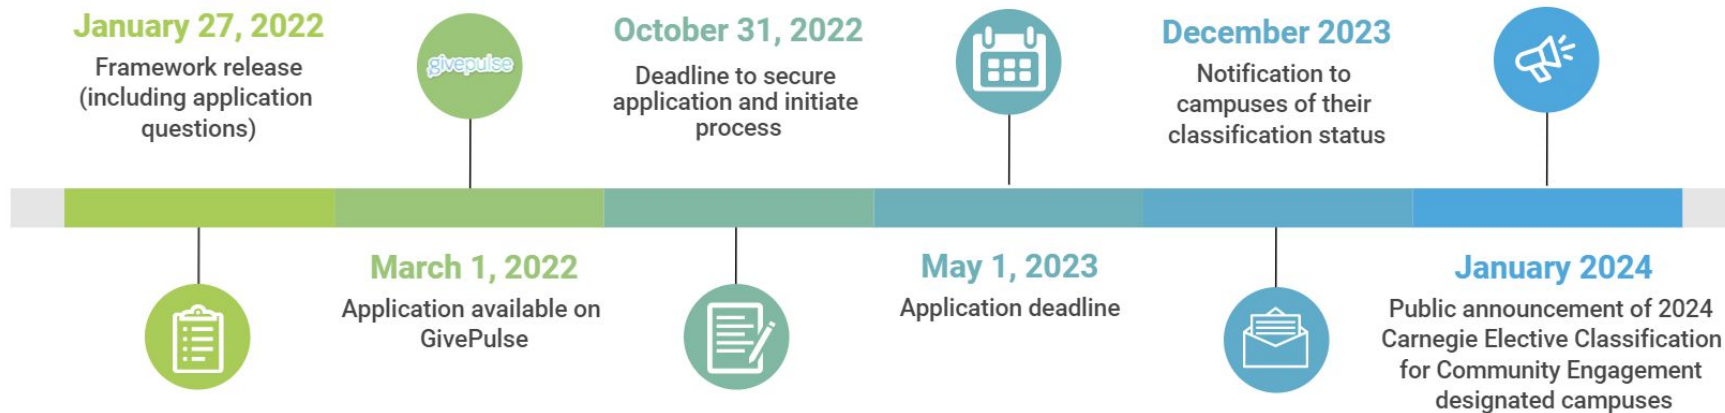 January 27, 2022
Framework release
(including application
questions)
givepulse
March 1, 2022
Application available on
GivePulse
October 31, 2022
Deadline to secure
application and initiate
process
May 1, 2023
Application deadline
December 2023
Notification to
campuses of their
classification status
January 2024
Public announcement of 2024
Carnegie Elective Classification
for Community Engagement
designated campuses